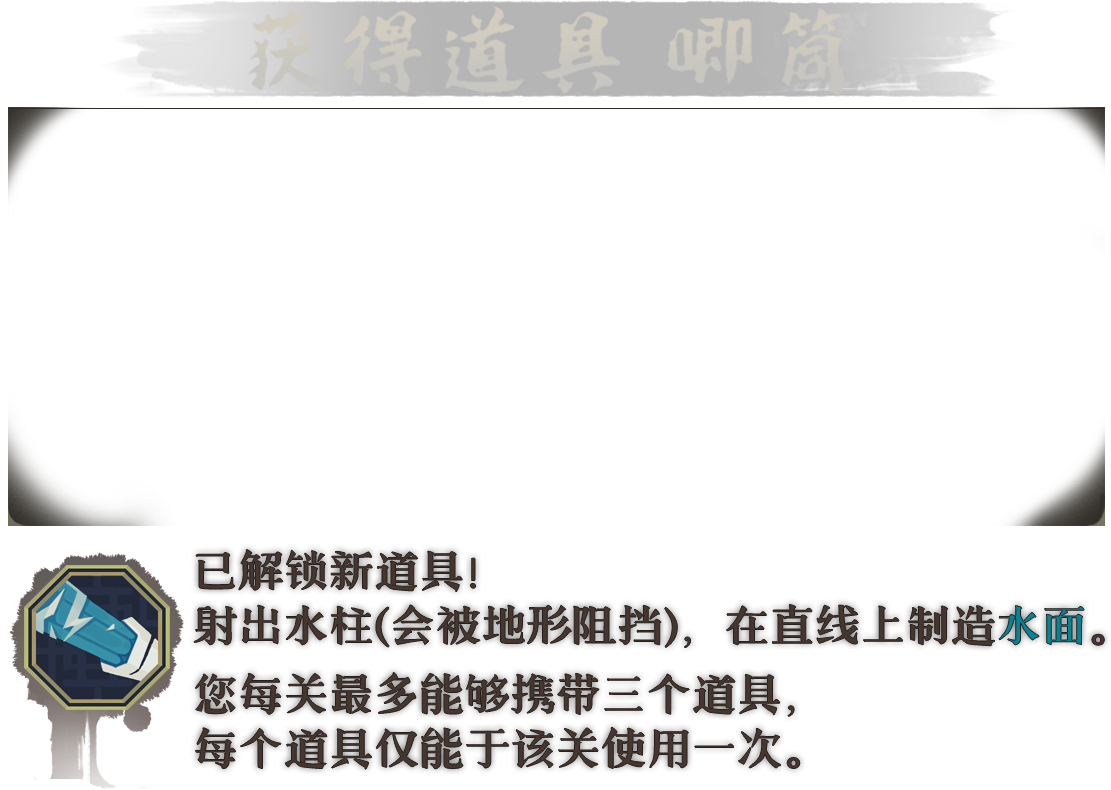 获得道具 唧筒
已解锁新道具!
射出水柱(会被地形阻挡)，在直线上制造水面。
您每关最多能够携带三个道具，
每个道具仅能于该关使用一次。